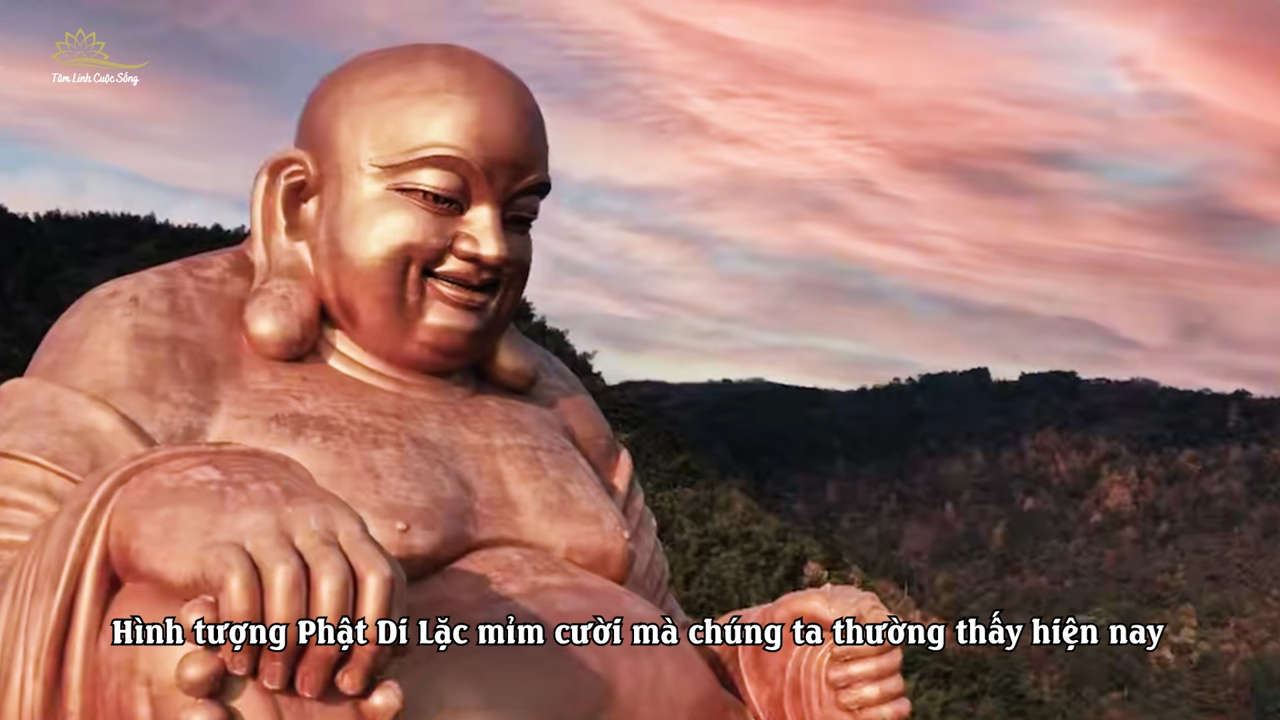 Tâm Linh Cuộc Sống
Hình tượng Phật Di Lặc mỉm cười mà chúng ta thường thấy hiện nay